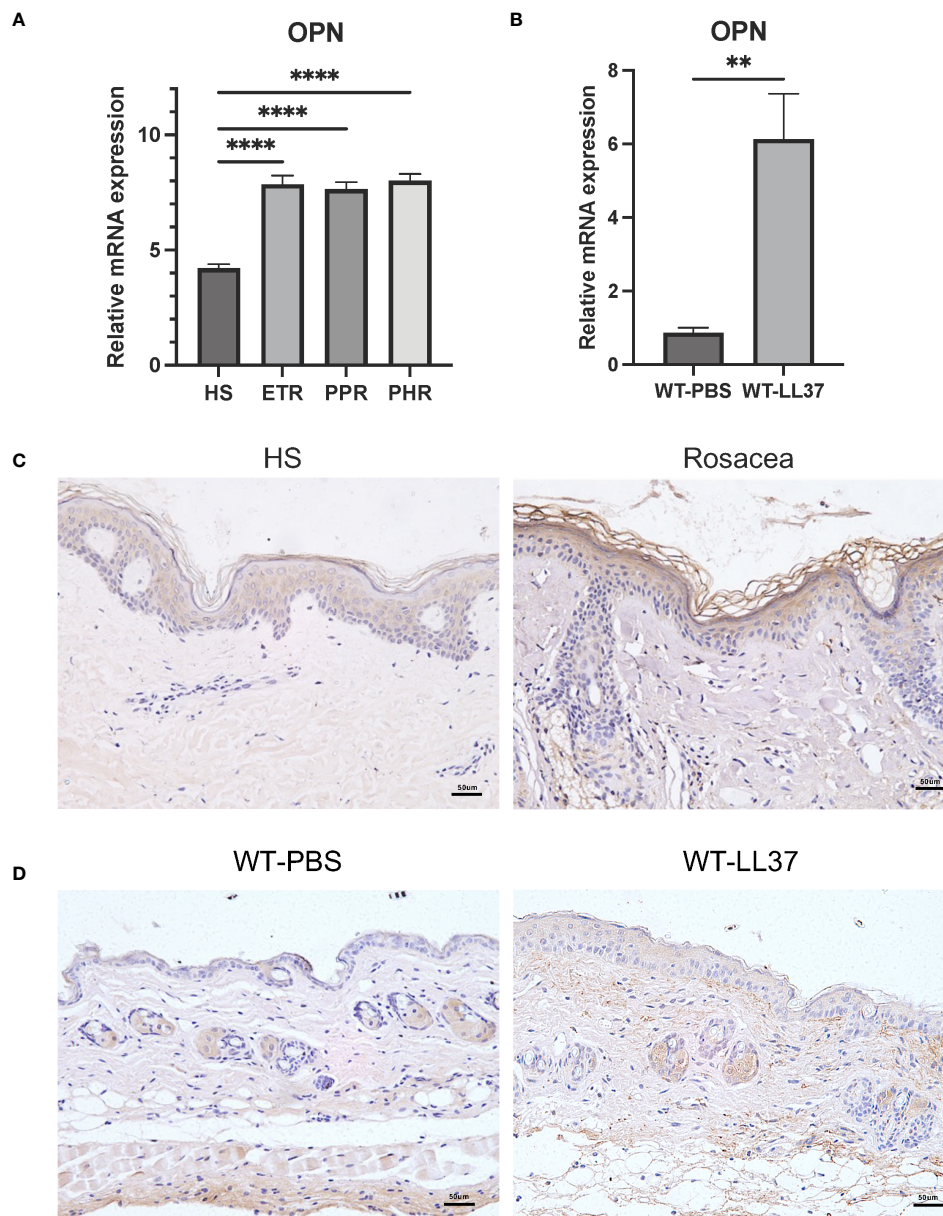 A
OPN
****
****
****
Relative mRNA expression
10
5
0
HS ETR PPR PHR
B
OPN
**
Relative mRNA expression
8
6
4
2
0
WT-PBS WT-LL37
C
HS
Rosacea
50um
50um
D
WT-PBS
WT-LL37
50um
50um